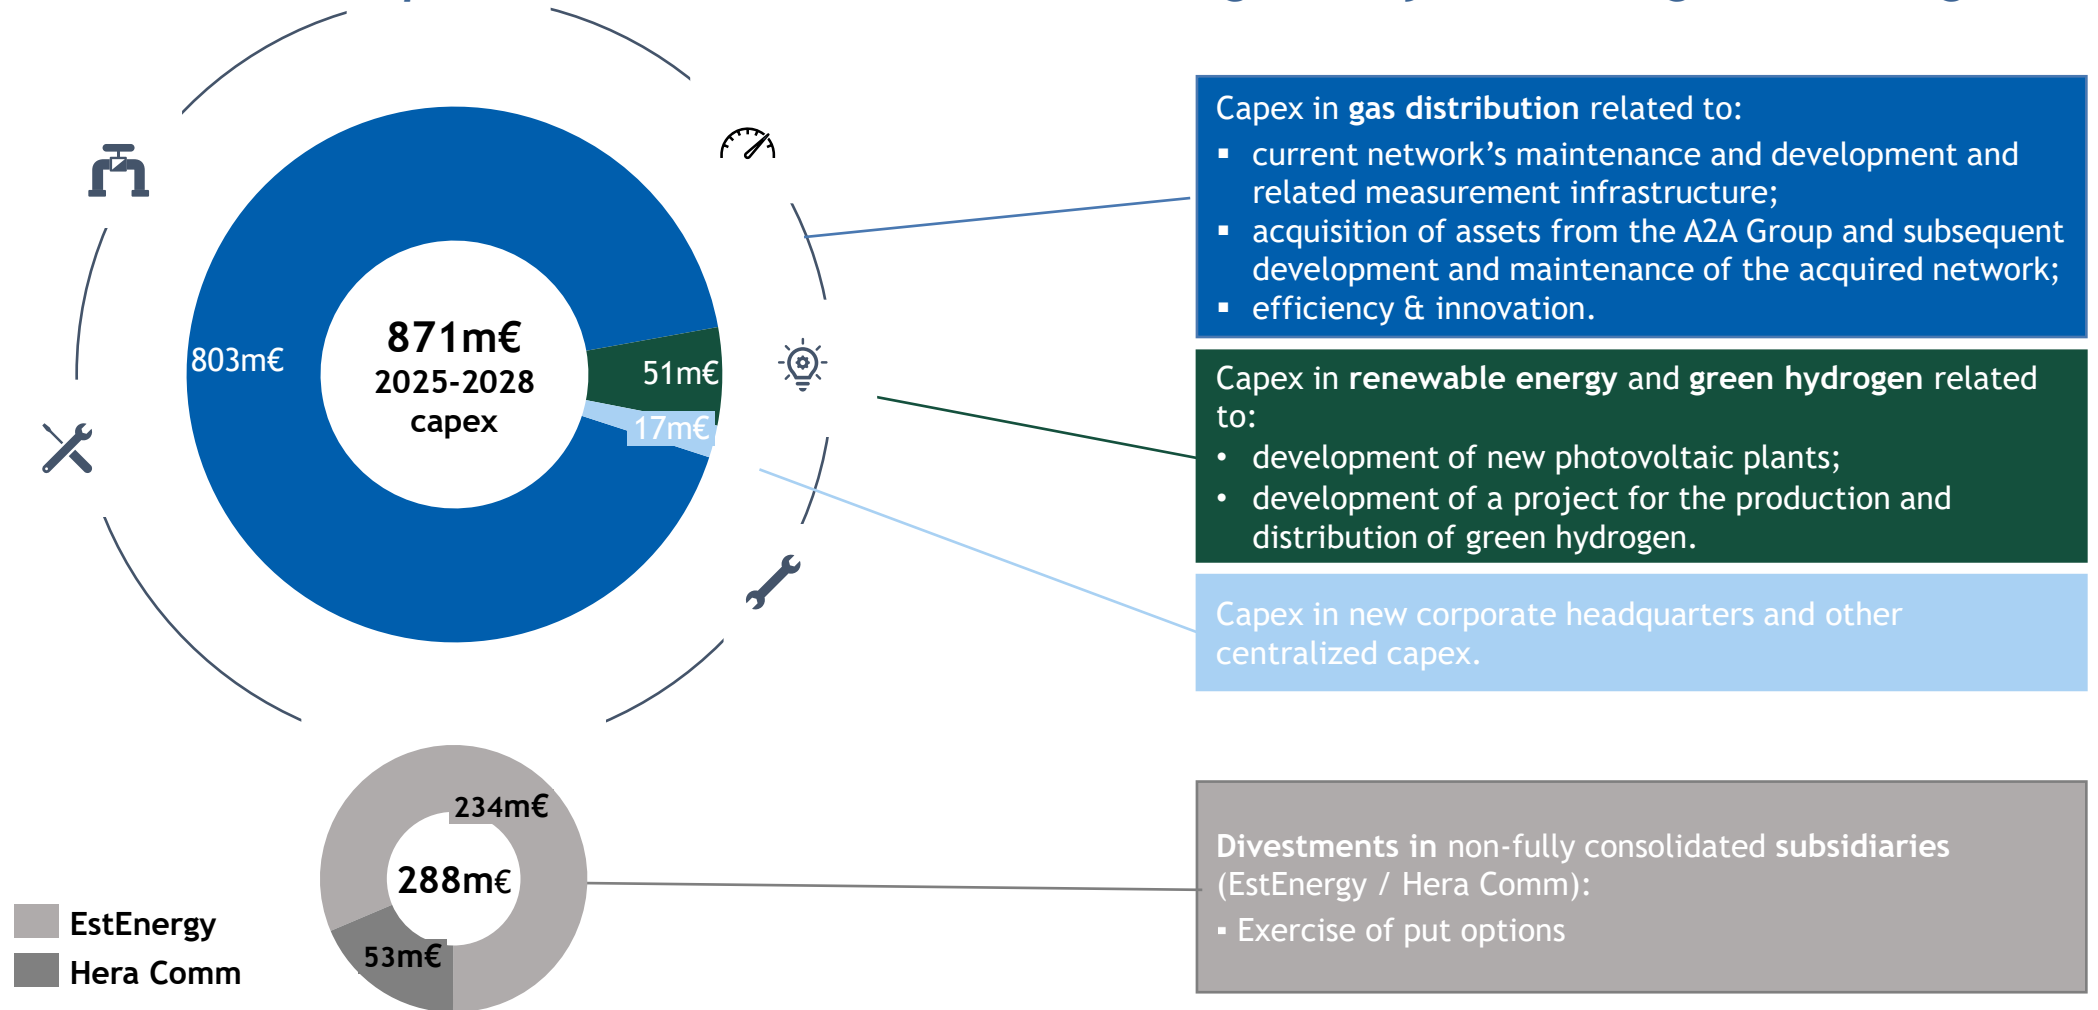 803m€
871m€
2025-2028
capex
51m€
17m€
Capex in gas distribution related to:
▪ current network’s maintenance and development and
related measurement infrastructure;
▪ acquisition of assets from the A2A Group and subsequent
development and maintenance of the acquired network;
▪ efficiency & innovation.
Capex in renewable energy and green hydrogen related
to:
• development of new photovoltaic plants;
• development of a project for the production and
distribution of green hydrogen.
Capex in new corporate headquarters and other
centralized capex.
234m€
288m€
53m€
EstEnergy
Hera Comm
Divestments in non-fully consolidated subsidiaries
(EstEnergy / Hera Comm):
▪ Exercise of put options